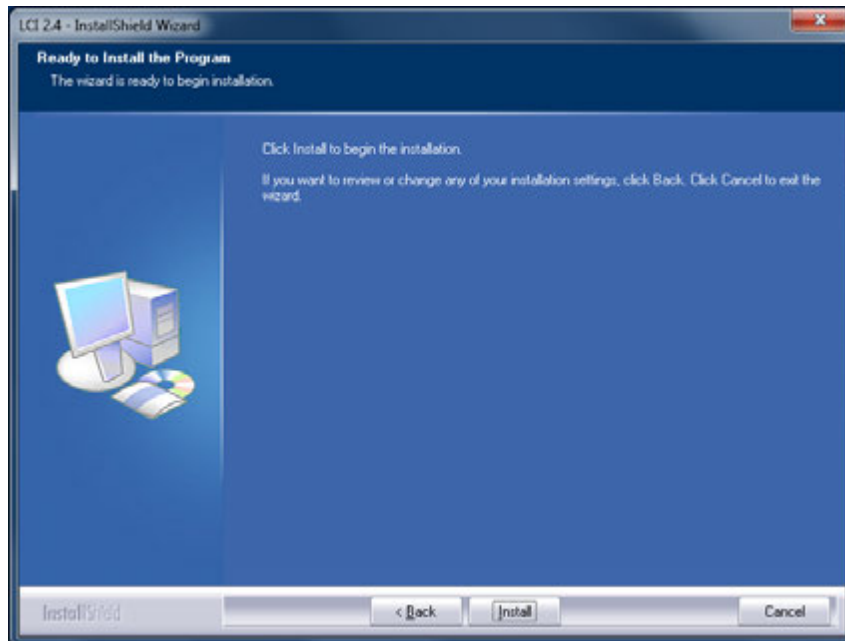 LCI 2.4 - InstallShield Wizard
Ready to Install the Program
The wizard is ready to begin installation.
Click Install to begin the installation.
If you want to review or change any of your installation settings, click Back. Click Cancel to exit the
wizard.
InstallShield
< Back
Install
Cancel